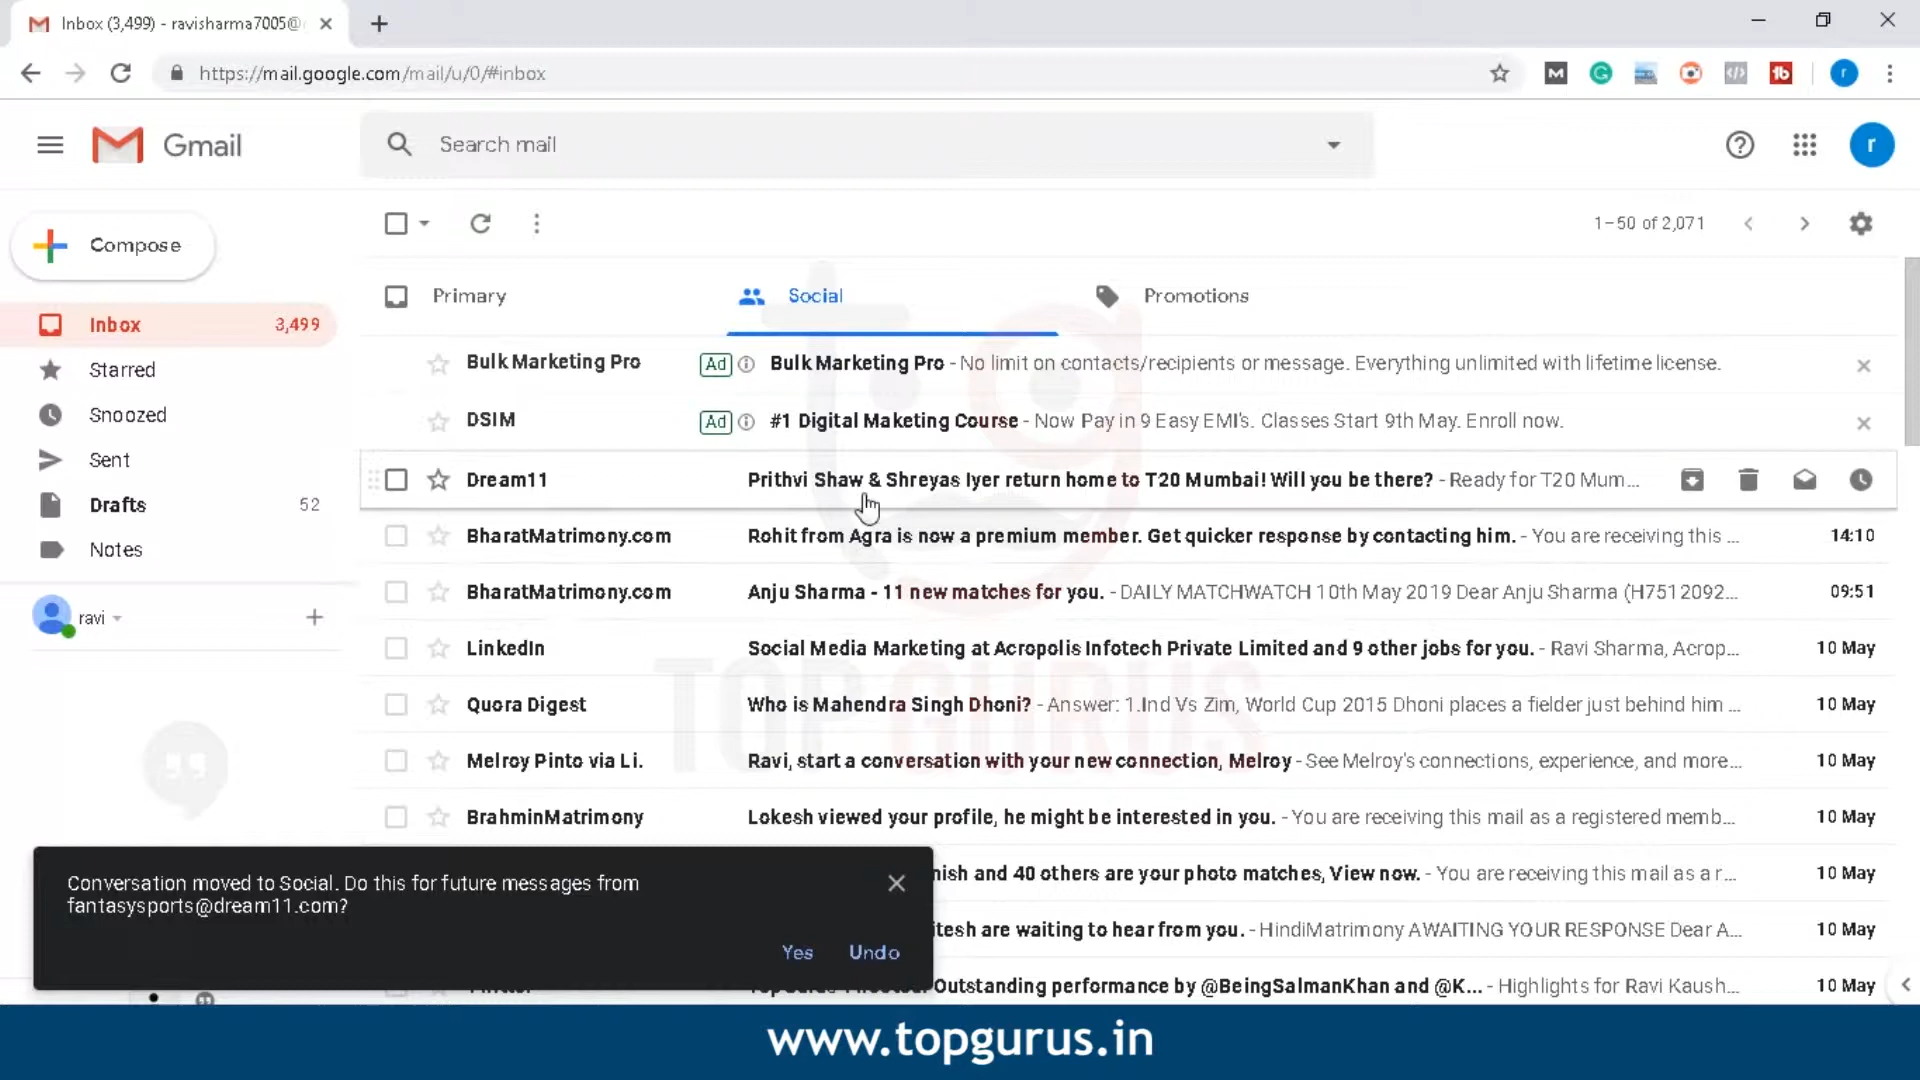 Inbox (3,499) - ravisharma7005@
https://mail.google.com/mail/u/0/#inbox
Gmail
Search mail
r
1–50 of 2,071
Compose
Primary
Social
Promotions
Inbox 3,499
Starred
Snoozed
Sent
Drafts 52
Notes
ravi
Bulk Marketing Pro Ad Bulk Marketing Pro - No limit on contacts/recipients or message. Everything unlimited with lifetime license.
DSIM Ad #1 Digital Maketing Course - Now Pay in 9 Easy EMI's. Classes Start 9th May. Enroll now.
Dream11 Prithvi Shaw & Shreyas Iyer return home to T20 Mumbai! Will you be there? - Ready for T20 Mum...
BharatMatrimony.com Rohit from Agra is now a premium member. Get quicker response by contacting him. - You are receiving this ... 14:10
BharatMatrimony.com Anju Sharma - 11 new matches for you. - DAILY MATCHWATCH 10th May 2019 Dear Anju Sharma (H7512092... 09:51
LinkedIn Social Media Marketing at Acropolis Infotech Private Limited and 9 other jobs for you. - Ravi Sharma, Acrop... 10 May
Quora Digest Who is Mahendra Singh Dhoni? - Answer: 1.Ind Vs Zim, World Cup 2015 Dhoni places a fielder just behind him ... 10 May
Melroy Pinto via Li. Ravi, start a conversation with your new connection, Melroy - See Melroy's connections, experience, and more... 10 May
BrahminMatrimony Lokesh viewed your profile, he might be interested in you. - You are receiving this mail as a registered memb... 10 May
nish and 40 others are your photo matches, View now. - You are receiving this mail as a r... 10 May
itesh are waiting to hear from you. - HindiMatrimony AWAITING YOUR RESPONSE Dear A... 10 May
Outstanding performance by @BeingSalmanKhan and @K... - Highlights for Ravi Kaush... 10 May
Conversation moved to Social. Do this for future messages from
fantasysports@dream11.com?
Yes Undo
TOP GURUS
www.topgurus.in